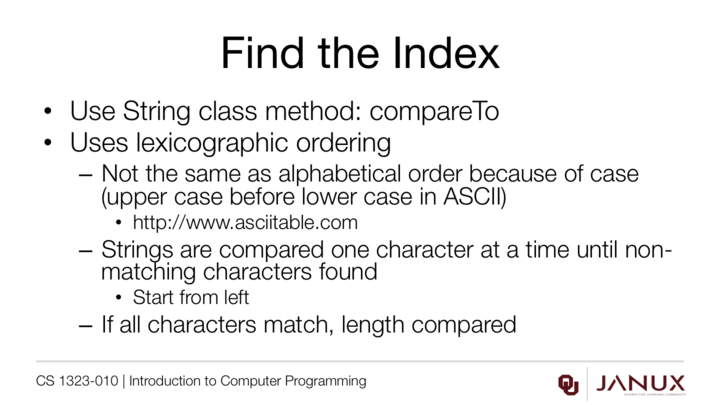 Find the Index
• Use String class method: compareTo
• Uses lexicographic ordering
– Not the same as alphabetical order because of case
(upper case before lower case in ASCII)
• http://www.asciitable.com
– Strings are compared one character at a time until non-
matching characters found
• Start from left
– If all characters match, length compared
CS 1323-010 | Introduction to Computer Programming
JANUX
INTERACTIVE LEARNING COMMUNITY